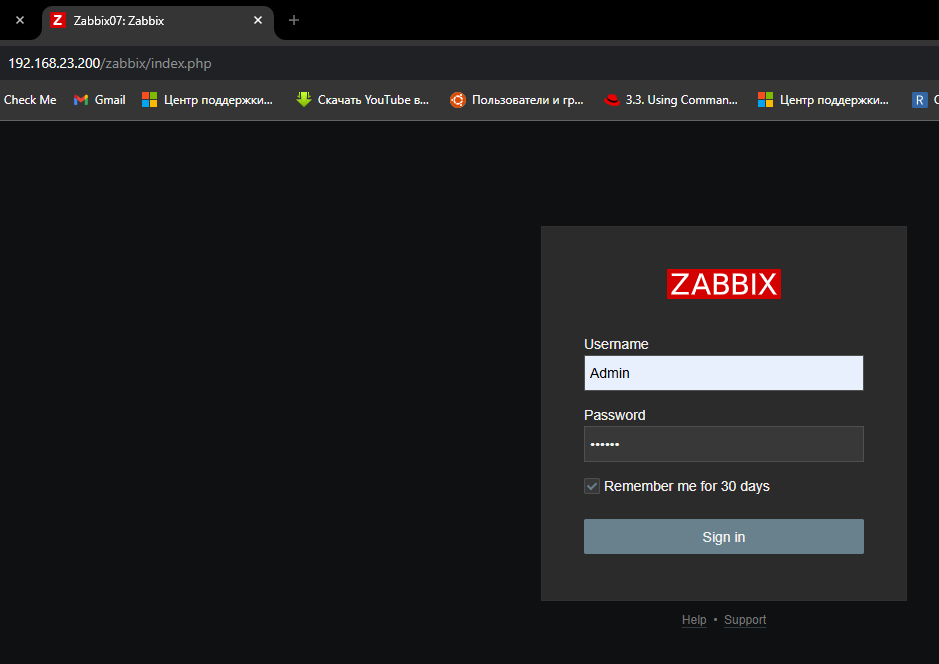 Z Zabbix07: Zabbix
192.168.23.200/zabbix/index.php
Check Me Gmail Центр поддержки... Скачать YouTube в... Пользователи и гр... 3.3. Using Comman... Центр поддержки... R
ZABBIX
Username
Admin
Password
••••••
Remember me for 30 days
Sign in
Help • Support